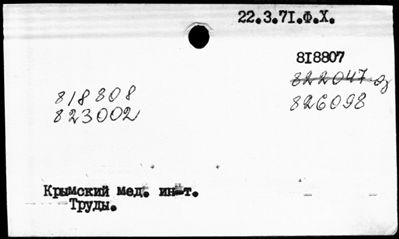 22.3.71.Ф.Х.
818807
822047 д
818808
826098
823002
Крымский мед. ин-т.
Труды.